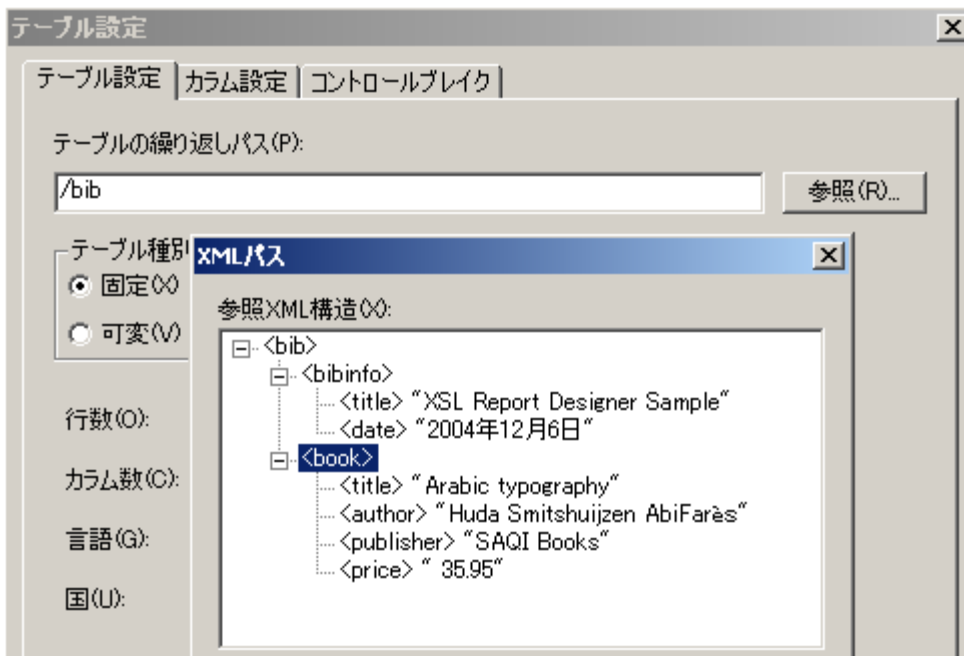 テーブル設定
テーブル設定 カラム設定 コントロールブレイク
テーブルの繰り返しパス(P):
/bib 参照(R)...
テーブル種別
固定(X)
可変(V)
行数(O):
カラム数(C):
言語(G):
国(U):
XMLパス
参照XML構造(X):
<bib>
<bibinfo>
<title> "XSL Report Designer Sample"
<date> "2004年12月6日"
<book>
<title> "Arabic typography"
<author> "Huda Smitshuijzen AbiFarès"
<publisher> "SAQI Books"
<price> " 35.95"